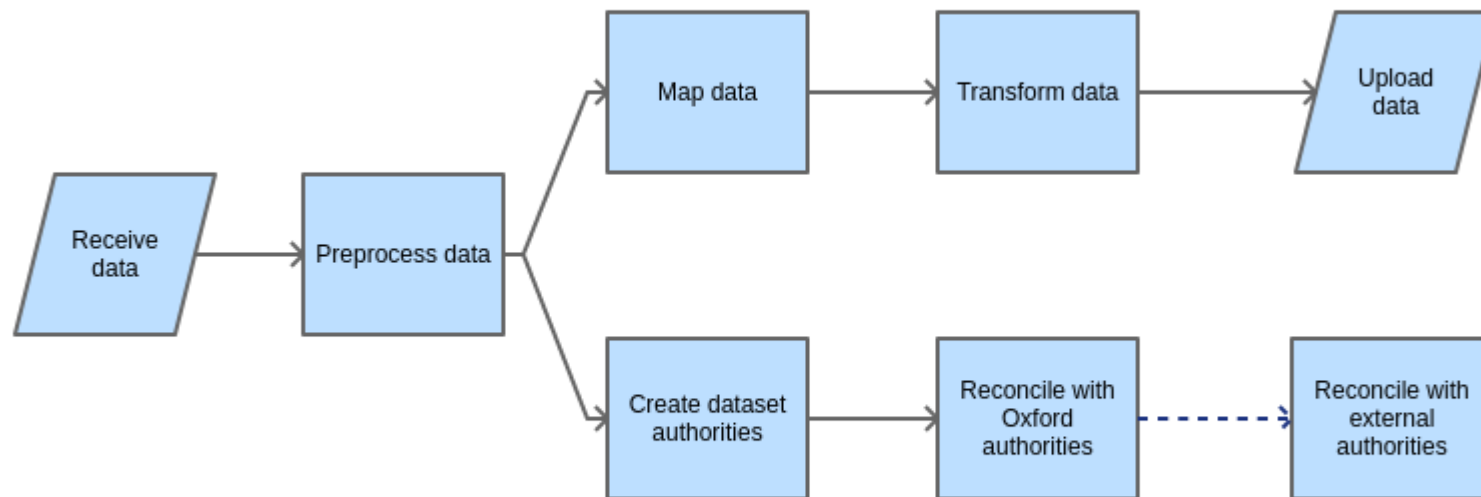 Map data
Transform data
Upload
data
Receive
data
Preprocess data
Create dataset
authorities
Reconcile with
Oxford
authorities
Reconcile with
external
authorities